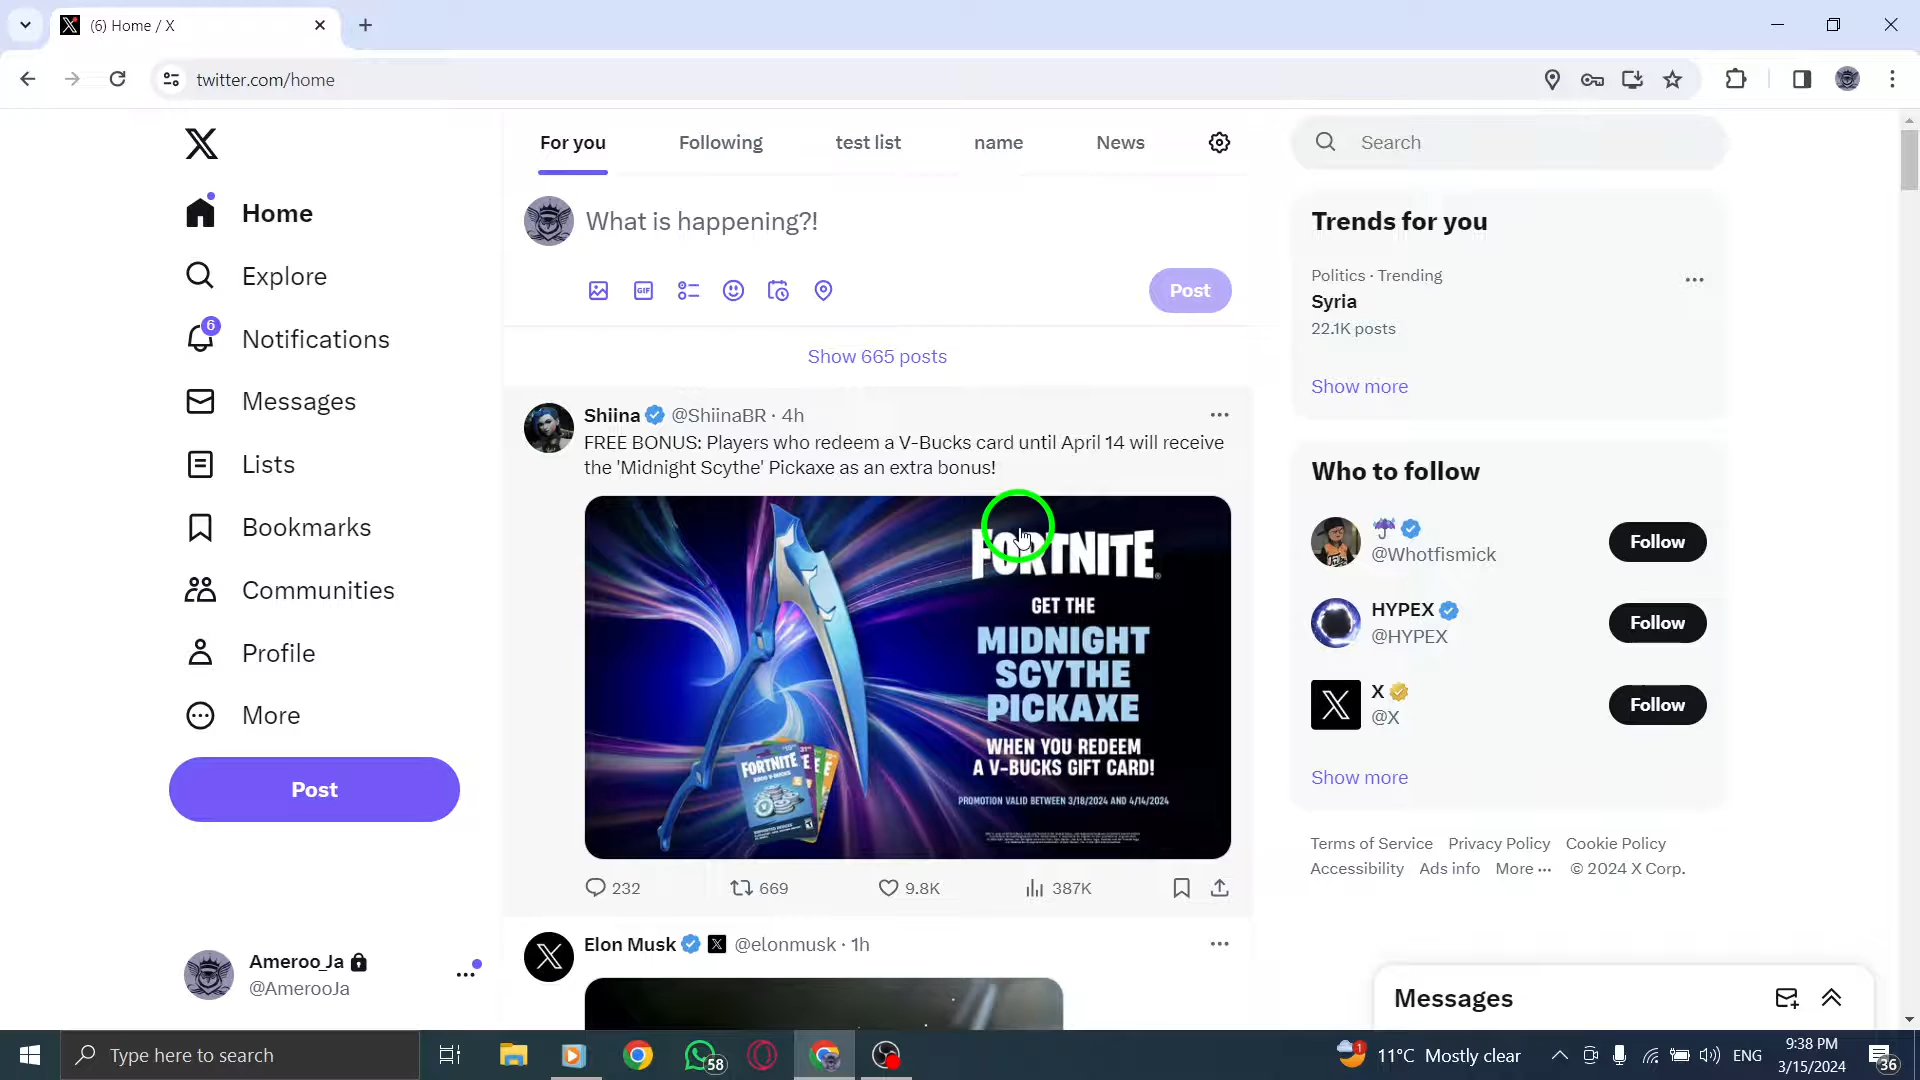 (6) Home / X
twitter.com/home
For you
Following
test list
name
News
Search
Home
Explore
6
Notifications
Messages
Lists
Bookmarks
Communities
Profile
More
Post
Ameroo_Ja
@AmerooJa
What is happening?!
GIF
Post
Show 665 posts
Shiina @ShiinaBR · 4h
FREE BONUS: Players who redeem a V-Bucks card until April 14 will receive
the 'Midnight Scythe' Pickaxe as an extra bonus!
FORTNITE
GET THE
MIDNIGHT
SCYTHE
PICKAXE
WHEN YOU REDEEM
A V-BUCKS GIFT CARD!
PROMOTION VALID BETWEEN 3/18/2024 AND 4/14/2024
FORTNITE
232
669
9.8K
387K
Elon Musk @elonmusk · 1h
Trends for you
Politics · Trending
Syria
22.1K posts
Show more
Who to follow
@Whotfismick
Follow
HYPEX
@HYPEX
Follow
X
@X
Follow
Show more
Terms of Service Privacy Policy Cookie Policy
Accessibility Ads info More ··· © 2024 X Corp.
Messages
Type here to search
58
1
11°C Mostly clear
ENG
9:38 PM
3/15/2024
36